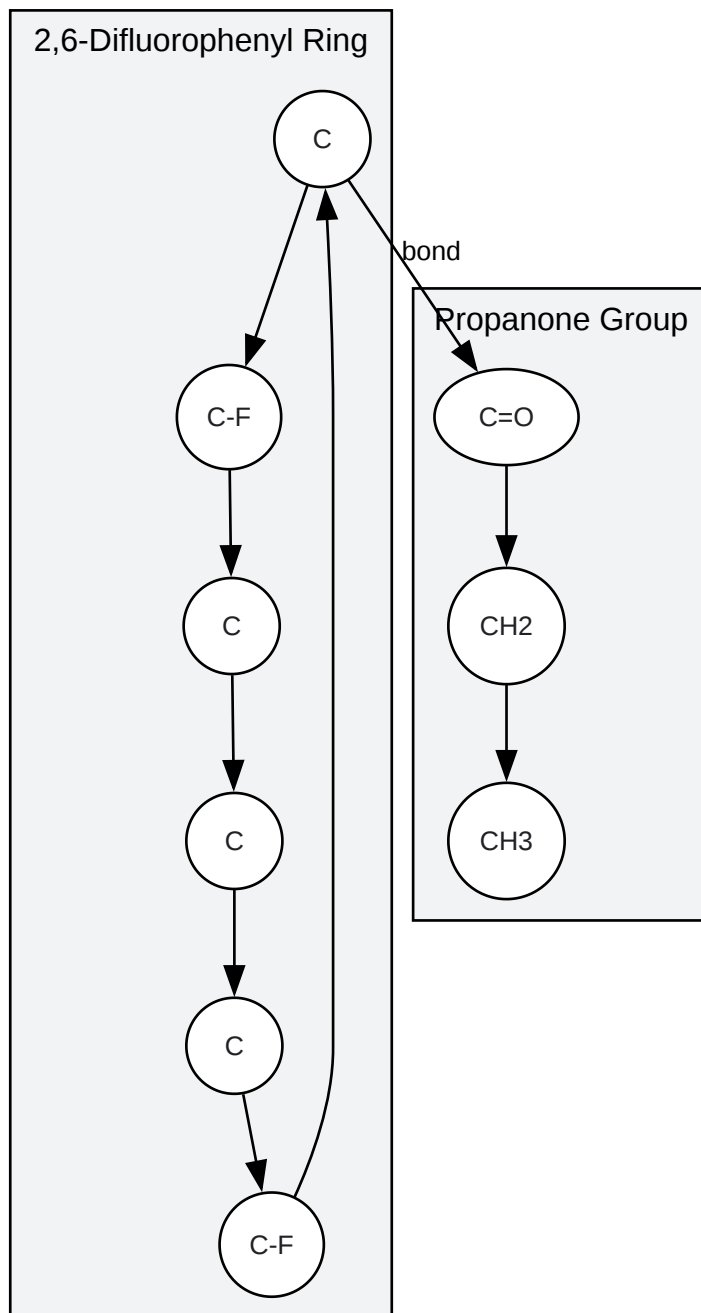 2,6-Difluorophenyl Ring
C
bond
Propanone Group
C-F
C=O
C
CH2
C
CH3
C
C-F